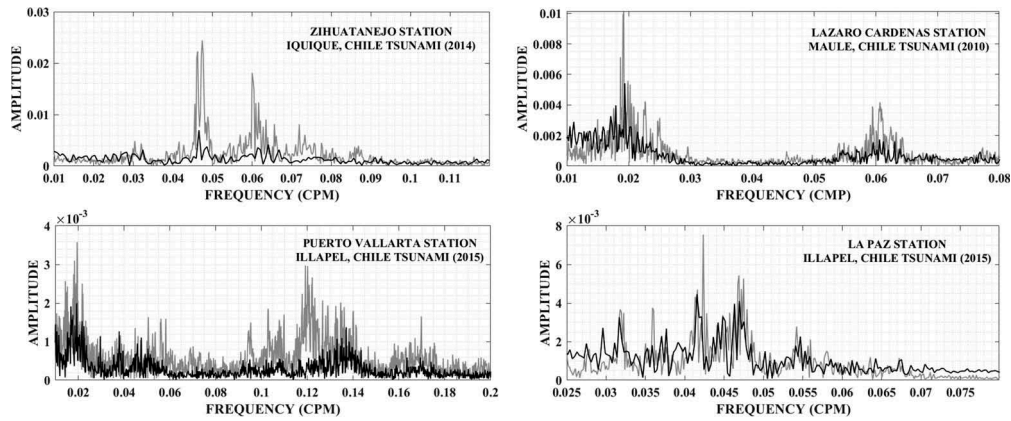 0.03
ZIHUATANEJO STATION
IQUIQUE, CHILE TSUNAMI (2014)
AMPLITUDE
0.02
0.01
0
0.01 0.02 0.03 0.04 0.05 0.06 0.07 0.08 0.09 0.1 0.11
FREQUENCY (CPM)
0.01
LAZARO CARDENAS STATION
MAULE, CHILE TSUNAMI (2010)
AMPLITUDE
0.008
0.006
0.004
0.002
0
0.01 0.02 0.03 0.04 0.05 0.06 0.07 0.08
FREQUENCY (CMP)
×10⁻³
4
PUERTO VALLARTA STATION
ILLAPEL, CHILE TSUNAMI (2015)
AMPLITUDE
3
2
1
0
0.02 0.04 0.06 0.08 0.1 0.12 0.14 0.16 0.18 0.2
FREQUENCY (CPM)
×10⁻³
8
LA PAZ STATION
ILLAPEL, CHILE TSUNAMI (2015)
AMPLITUDE
6
4
2
0
0.025 0.03 0.035 0.04 0.045 0.05 0.055 0.06 0.065 0.07 0.075
FREQUENCY (CPM)